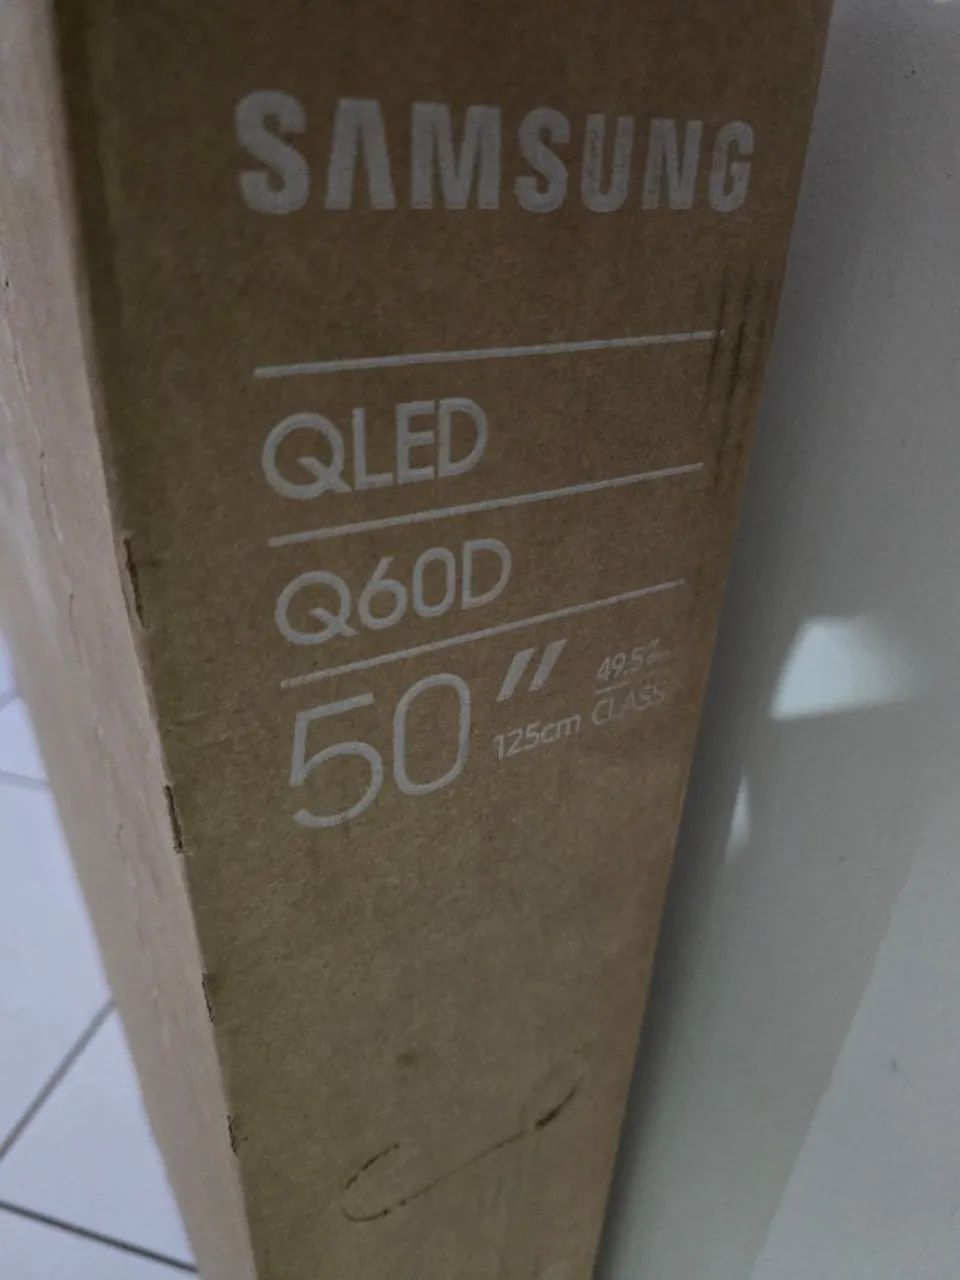 SAMSUNG
QLED
Q60D
50"
49.5"
125cm CLASS